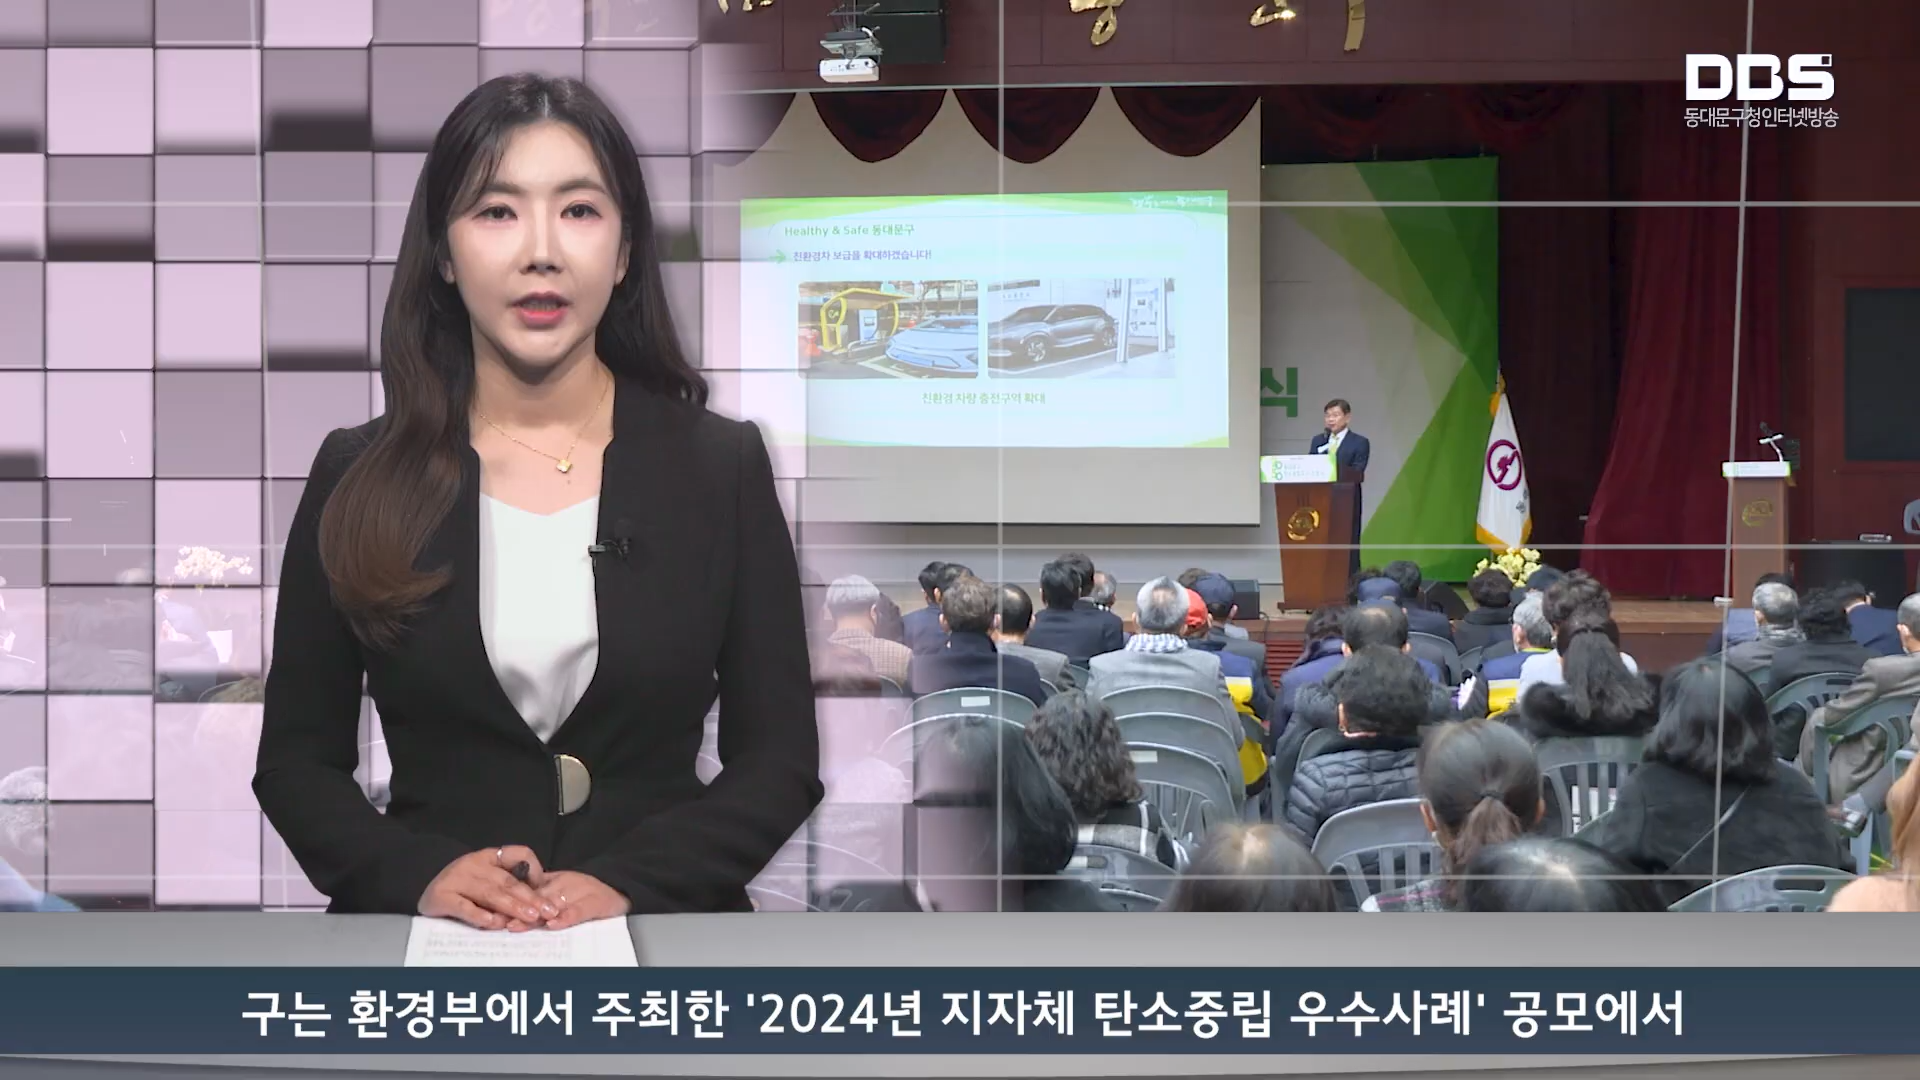 DBS
동대문구청인터넷방송
Healthy & Safe 동대문구
친환경차 보급을 확대하겠습니다!
친환경 차량 충전구역 확대
식
구는 환경부에서 주최한 '2024년 지자체 탄소중립 우수사례' 공모에서